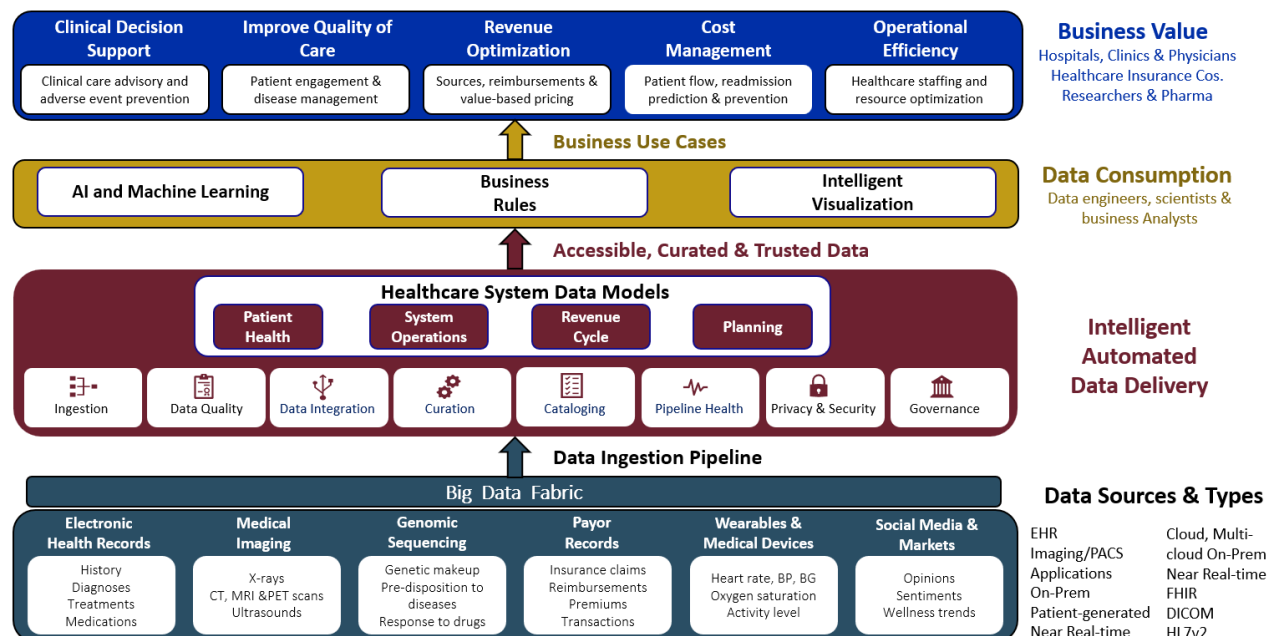 Clinical Decision
Support
Clinical care advisory and
adverse event prevention
Improve Quality of
Care
Patient engagement &
disease management
Revenue
Optimization
Sources, reimbursements &
value-based pricing
Cost
Management
Patient flow, readmission
prediction & prevention
Operational
Efficiency
Healthcare staffing and
resource optimization
Business Value
Hospitals, Clinics & Physicians
Healthcare Insurance Cos.
Researchers & Pharma
Business Use Cases
AI and Machine Learning
Business
Rules
Intelligent
Visualization
Data Consumption
Data engineers, scientists &
business Analysts
Accessible, Curated & Trusted Data
Healthcare System Data Models
Patient
Health
System
Operations
Revenue
Cycle
Planning
Ingestion
Data Quality
Data Integration
Curation
Cataloging
Pipeline Health
Privacy & Security
Governance
Intelligent
Automated
Data Delivery
Data Ingestion Pipeline
Big Data Fabric
Electronic
Health Records
History
Diagnoses
Treatments
Medications
Medical
Imaging
X-rays
CT, MRI &PET scans
Ultrasounds
Genomic
Sequencing
Genetic makeup
Pre-disposition to
diseases
Response to drugs
Payor
Records
Insurance claims
Reimbursements
Premiums
Transactions
Wearables &
Medical Devices
Heart rate, BP, BG
Oxygen saturation
Activity level
Social Media &
Markets
Opinions
Sentiments
Wellness trends
Data Sources & Types
EHR
Imaging/PACS
Applications
On-Prem
Patient-generated
Near Real-time
Cloud, Multi-
cloud On-Prem
Near Real-time
FHIR
DICOM
HL7v2